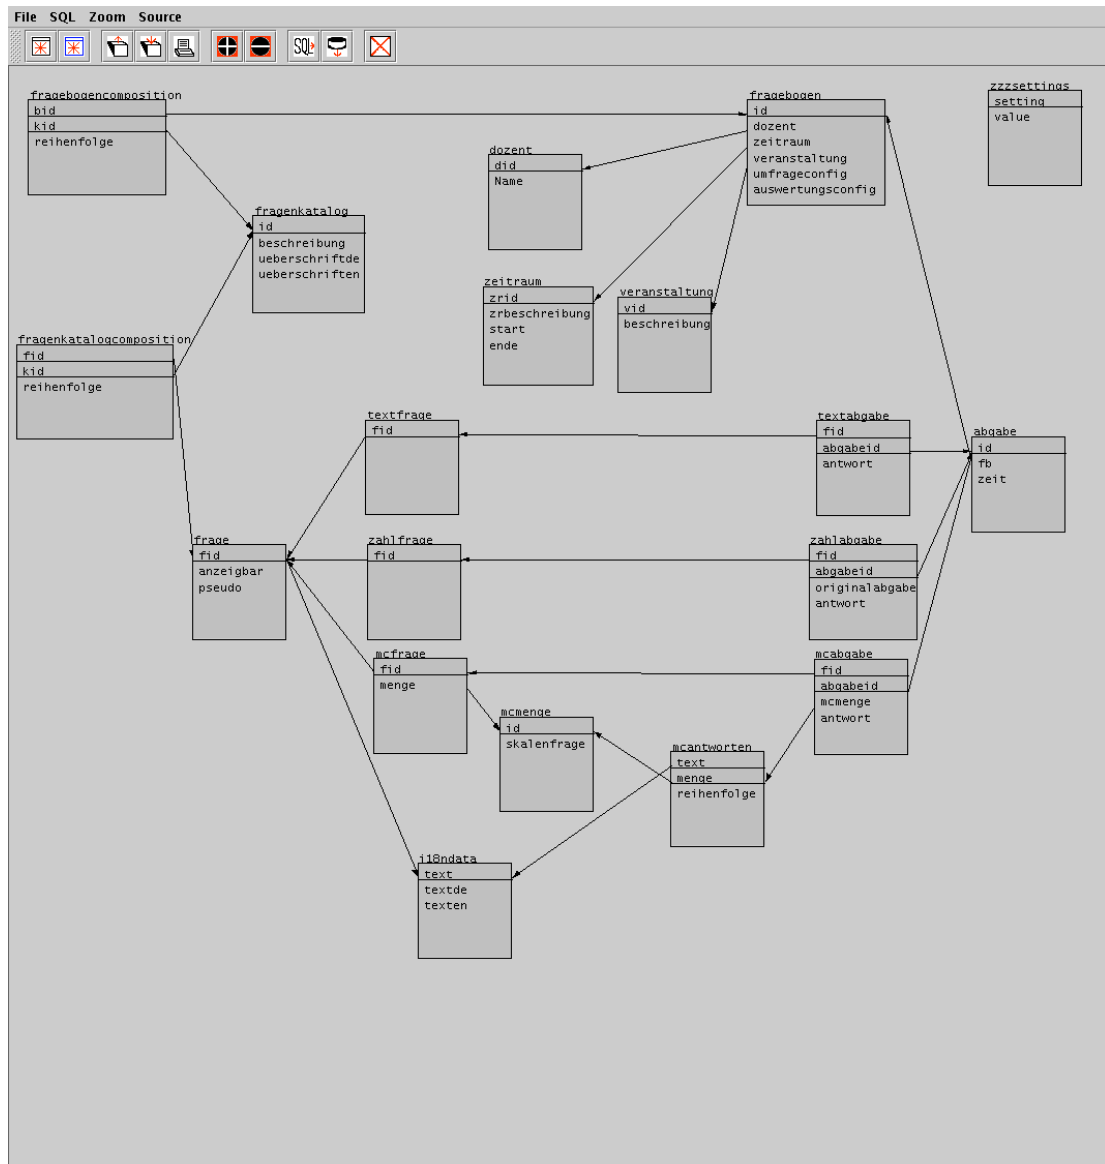 File SQL Zoom Source
SQL
fragebogencomposition
bid
kid
reihenfolge
fragebogen
id
dozent
zeitraum
veranstaltung
umfrageconfig
auswertungsconfig
zzzsettings
setting
value
dozent
did
Name
fragenkatalog
id
beschreibung
ueberschriftde
ueberschriften
zeitraum
zrid
zrbeschreibung
start
ende
veranstaltung
vid
beschreibung
fragenkatalogcomposition
fid
kid
reihenfolge
textfrage
fid
textabgabe
fid
abgabeid
antwort
abgabe
id
fb
zeit
frage
fid
anzeigbar
pseudo
zahlfrage
fid
zahlabgabe
fid
abgabeid
originalabgabe
antwort
mcfrage
fid
menge
mcabgabe
fid
abgabeid
mcmenge
antwort
mcmenge
id
skalenfrage
mcantworten
text
menge
reihenfolge
i18ndata
text
textde
texten